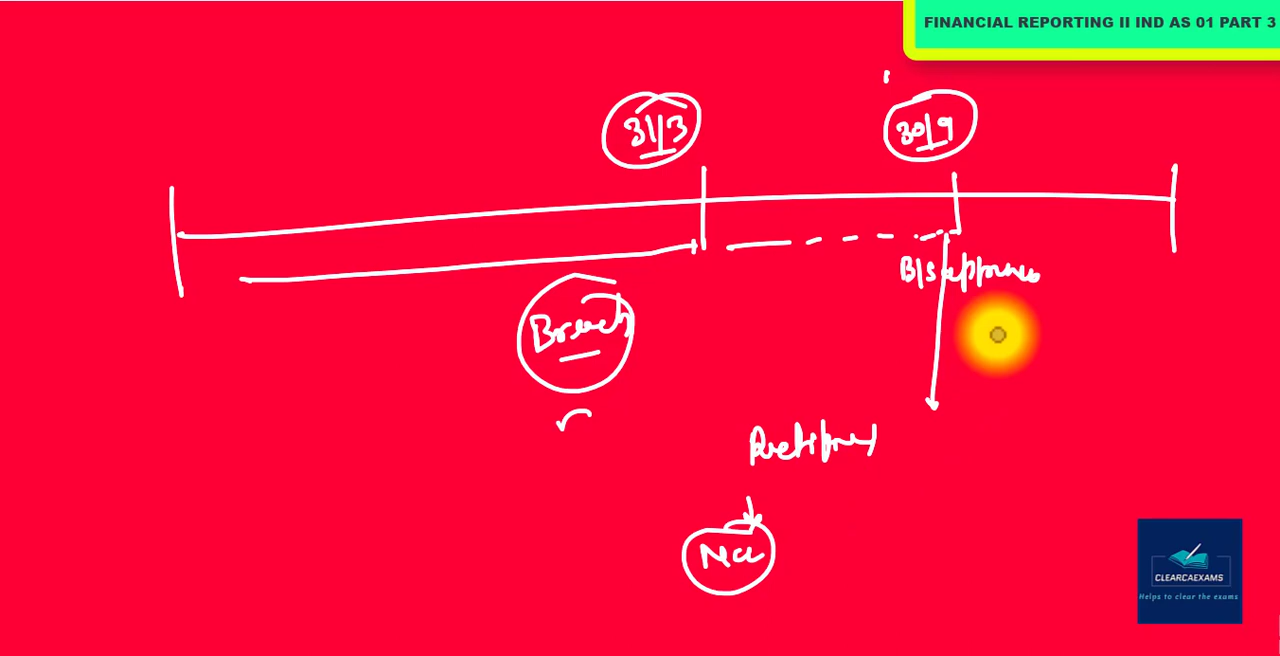 FINANCIAL REPORTING II IND AS 01 PART 3
31/3
30/9
B/s approves
Breach
Rectified
NCL
CLEARCAEXAMS
Helps to clear the exams